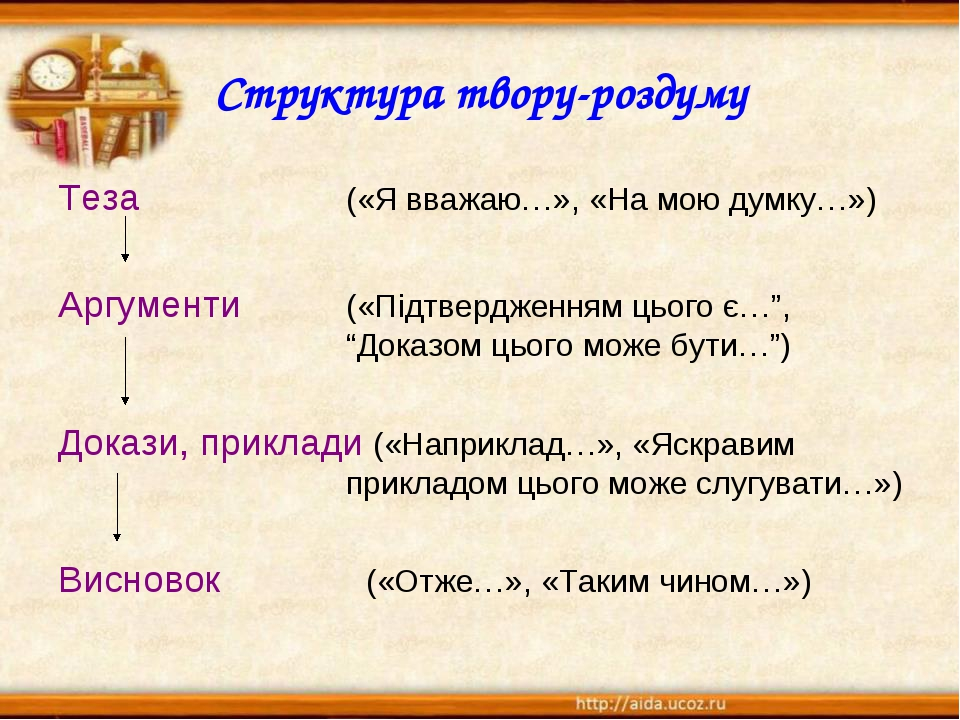 Структура твору-роздуму
Теза («Я вважаю…», «На мою думку…»)
Аргументи («Підтвердженням цього є…”,
“Доказом цього може бути…”)
Докази, приклади («Наприклад…», «Яскравим
прикладом цього може слугувати…»)
Висновок («Отже…», «Таким чином…»)
BASEBALL
http://aida.ucoz.ru